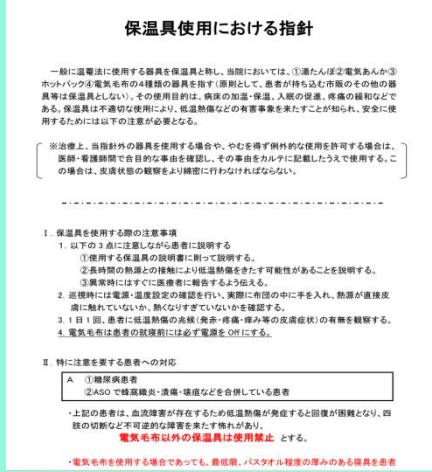 保温具使用における指針
一般に温罨法に使用する器具を保温具と称し、当院においては、①湯たんぽ②電気あんか③
ホットパック④電気毛布の4種類の器具を指す(原則として、患者が持ち込む市販のその他の器
具等は保温具としない)。その使用目的は、病床の加温・保温、入眠の促進、疼痛の緩和などで
ある。保温具は不適切な使用により、低温熱傷などの有害事象を来たすことが知られ、安全に使
用するためには以下の注意が必要となる。
※治療上、当指針外の器具を使用する場合や、やむを得ず例外的な使用を許可する場合は、
医師・看護師間で合目的な事由を確認し、その事由をカルテに記載したうえで使用する。こ
の場合は、皮膚状態の観察をより綿密に行わなければならない。
Ⅰ．保温具を使用する際の注意事項
1．以下の3点に注意しながら患者に説明する
①使用する保温具の説明書に則って説明する。
②長時間の熱源との接触により低温熱傷をきたす可能性があることを説明する。
③異常時にはすぐに医療者に報告するよう伝える。
2．巡視時には電源・温度設定の確認を行い、実際に布団の中に手を入れ、熱源が直接皮
膚に触れていないか、熱くなりすぎていないかを確認する。
3．1日1回、患者に低温熱傷の兆候(発赤・疼痛・痒み等の皮膚症状)の有無を観察する。
4．電気毛布は患者の就寝前には必ず電源をOffにする。
Ⅱ．特に注意を要する患者への対応
A ①糖尿病患者
②ASOで蜂窩織炎・潰瘍・壊疽などを合併している患者
・上記の患者は、血流障害が存在するため低温熱傷が発症すると回復が困難となり、四
肢の切断など不可逆的な障害を来たす怖れがあり、
電気毛布以外の保温具は使用禁止 とする。
・電気毛布を使用する場合であっても、最低限、バスタオル程度の厚みのある寝具を患者